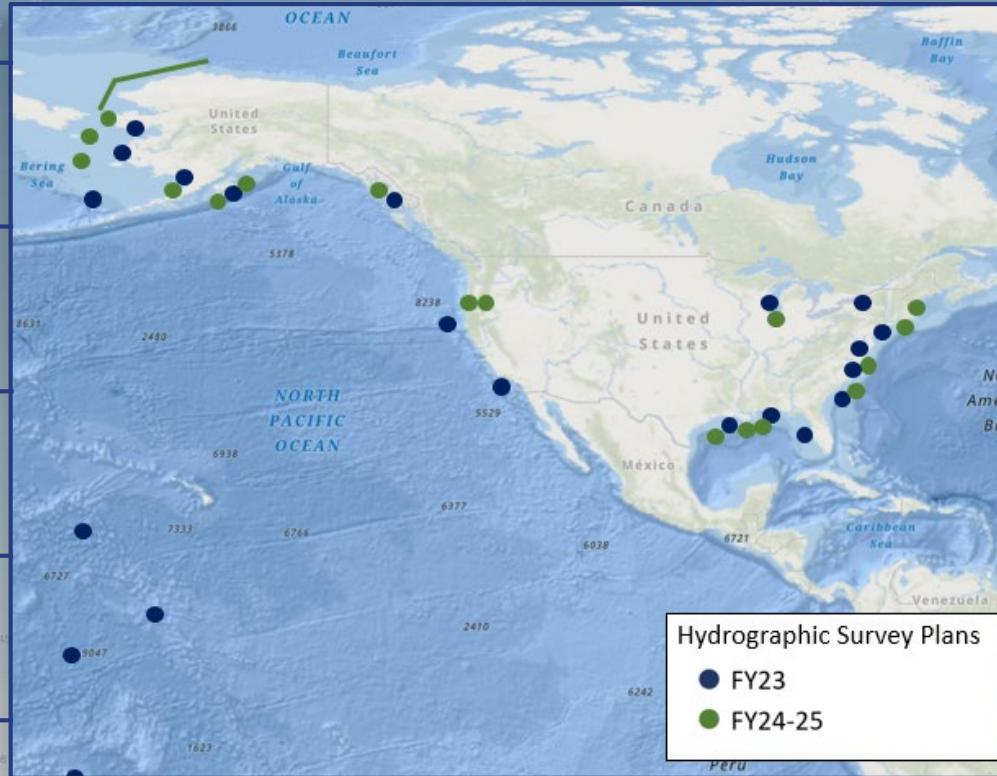 OCEAN
3866
Beaufort
Sea
Baffin
Bay
United
States
Bering
Sea
Gulf
of
Alaska
Hudson
Bay
Canada
5378
8238
8631
2480
United
States
NORTH
PACIFIC
OCEAN
5529
6938
México
7333
6766
6377
6038
6721
Caribbean
Sea
6727
Venezuela
2410
9047
6242
1623
Peru
Hydrographic Survey Plans
FY23
FY24-25